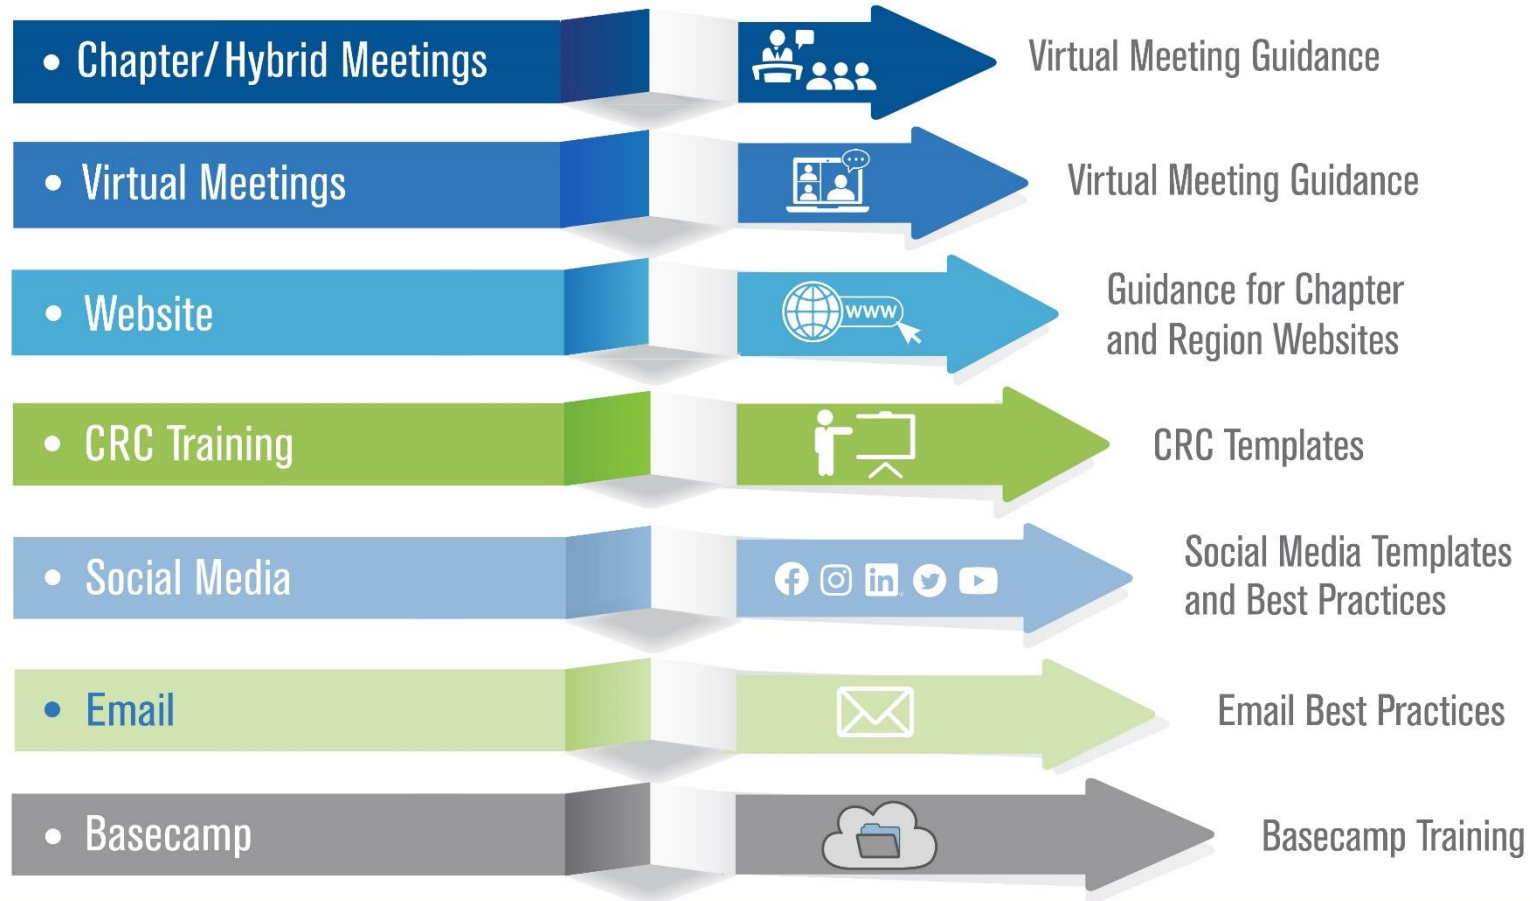 • Chapter/Hybrid Meetings
Virtual Meeting Guidance
• Virtual Meetings
Virtual Meeting Guidance
• Website
www
Guidance for Chapter
and Region Websites
• CRC Training
CRC Templates
• Social Media
in
Social Media Templates
and Best Practices
• Email
Email Best Practices
• Basecamp
Basecamp Training